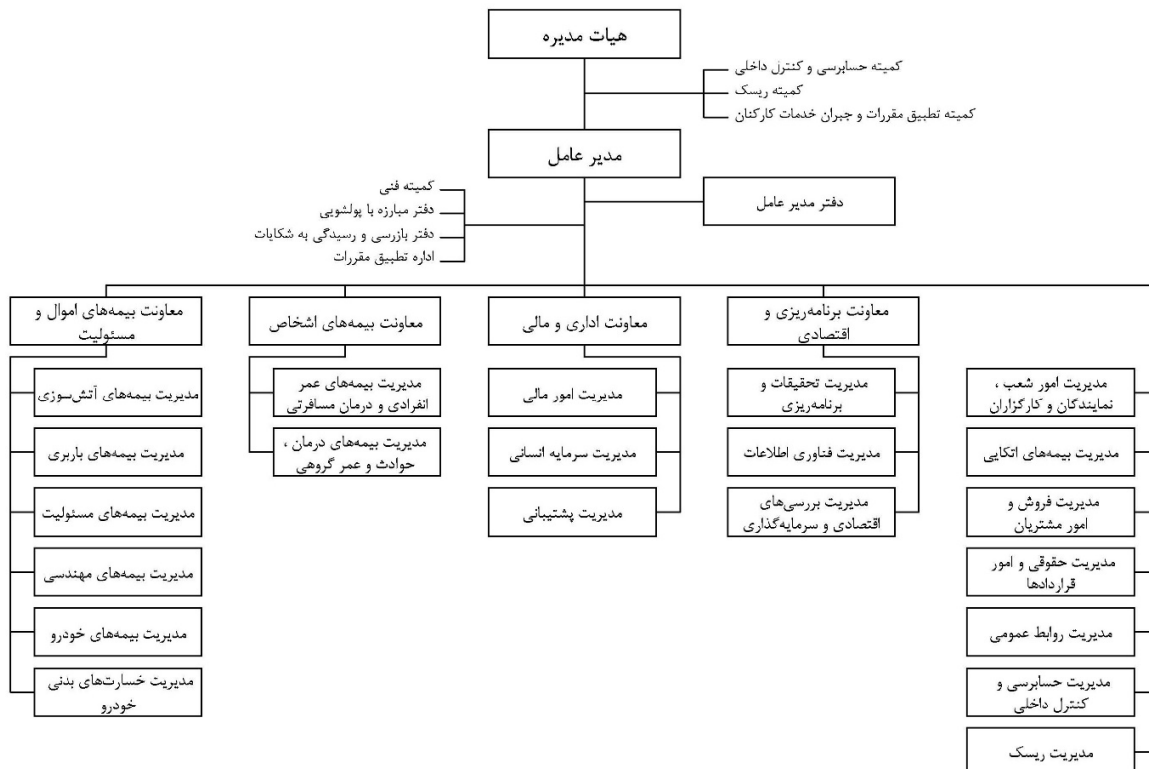 هیات مدیره
کمیته حسابرسی و کنترل داخلی
کمیته ریسک
کمیته تطبیق مقررات و جبران خدمات کارکنان
مدیر عامل
دفتر مدیر عامل
کمیته فنی
دفتر مبارزه با پولشویی
دفتر بازرسی و رسیدگی به شکایات
اداره تطبیق مقررات
مدیریت امور شعب ،
نمایندگان و کارگزاران
مدیریت بیمه‌های اتکایی
مدیریت فروش و
امور مشتریان
مدیریت حقوقی و امور
قراردادها
مدیریت روابط عمومی
مدیریت حسابرسی و
کنترل داخلی
مدیریت ریسک
معاونت برنامه‌ریزی و
اقتصادی
مدیریت تحقیقات و
برنامه‌ریزی
مدیریت فناوری اطلاعات
مدیریت بررسی‌های
اقتصادی و سرمایه‌گذاری
معاونت اداری و مالی
مدیریت امور مالی
مدیریت سرمایه انسانی
مدیریت پشتیبانی
معاونت بیمه‌های اشخاص
مدیریت بیمه‌های عمر
انفرادی و درمان مسافرتی
مدیریت بیمه‌های درمان ،
حوادث و عمر گروهی
معاونت بیمه‌های اموال و
مسئولیت
مدیریت بیمه‌های آتش‌سوزی
مدیریت بیمه‌های باربری
مدیریت بیمه‌های مسئولیت
مدیریت بیمه‌های مهندسی
مدیریت بیمه‌های خودرو
مدیریت خسارت‌های بدنی
خودرو